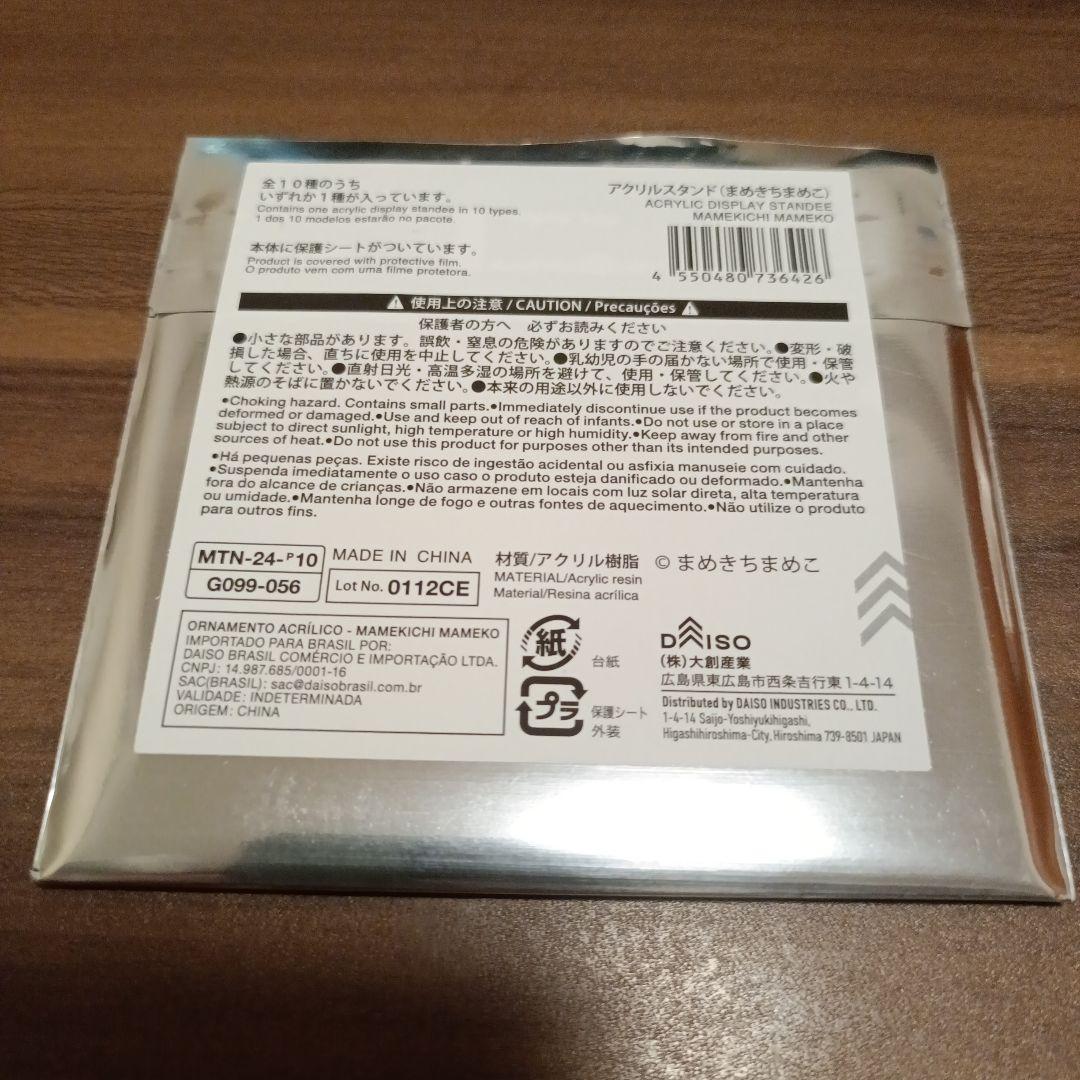 全10種のうち
いずれか1種が入っています。
Contains one acrylic display standee in 10 types.
1 dos 10 modelos estarão no pacote.
本体に保護シートがついています。
Product is covered with protective film.
O produto vem com uma filme protetora.
アクリルスタンド(まめきちまめこ)
ACRYLIC DISPLAY STANDEE
MAMEKICHI MAMEKO
4 550480 736426
使用上の注意/CAUTION/Precauções
保護者の方へ 必ずお読みください
●小さな部品があります。誤飲・窒息の危険がありますのでご注意ください。●変形・破
損した場合、直ちに使用を中止してください。●乳幼児の手の届かない場所で使用・保管
してください。●直射日光・高温多湿の場所を避けて、使用・保管してください。●火や
熱源のそばに置かないでください。●本来の用途以外に使用しないでください。
●Choking hazard. Contains small parts.●Immediately discontinue use if the product becomes
deformed or damaged.●Use and keep out of reach of infants.●Do not use or store in a place
subject to direct sunlight, high temperature or high humidity.●Keep away from fire and other
sources of heat.●Do not use this product for purposes other than its intended purposes.
●Há pequenas peças. Existe risco de ingestão acidental ou asfixia manuseie com cuidado.
●Suspenda imediatamente o uso caso o produto esteja danificado ou deformado.●Mantenha
fora do alcance de crianças.●Não armazene em locais com luz solar direta, alta temperatura
ou umidade.●Mantenha longe de fogo e outras fontes de aquecimento.●Não utilize o produto
para outros fins.
MTN-24-P10
G099-056
MADE IN CHINA
Lot No. 0112CE
材質/アクリル樹脂
MATERIAL/Acrylic resin
Material/Resina acrílica
© まめきちまめこ
ORNAMENTO ACRÍLICO - MAMEKICHI MAMEKO
IMPORTADO PARA BRASIL POR:
DAISO BRASIL COMÉRCIO E IMPORTAÇÃO LTDA.
CNPJ: 14.987.685/0001-16
SAC(BRASIL): sac@daisobrasil.com.br
VALIDADE: INDETERMINADA
ORIGEM: CHINA
紙
台紙
プラ
保護シート
外装
DAISO
(株)大創産業
広島県東広島市西条吉行東1-4-14
Distributed by DAISO INDUSTRIES CO., LTD.
1-4-14 Saijo-Yoshiyukihigashi,
Higashihiroshima-City, Hiroshima 739-8501 JAPAN